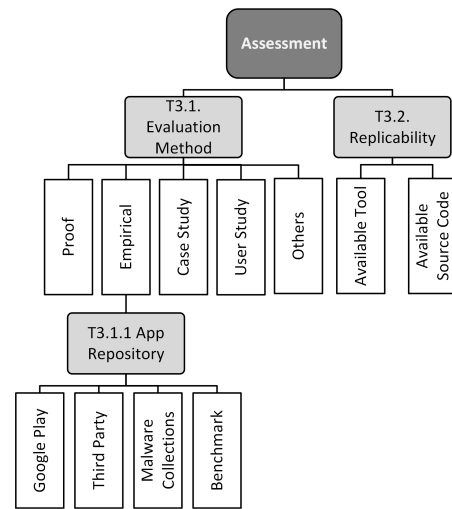 Assessment
T3.1.
Evaluation
Method
T3.2.
Replicability
Proof
Empirical
Case Study
User Study
Others
Available Tool
Available
Source Code
T3.1.1 App
Repository
Google Play
Third Party
Malware
Collections
Benchmark